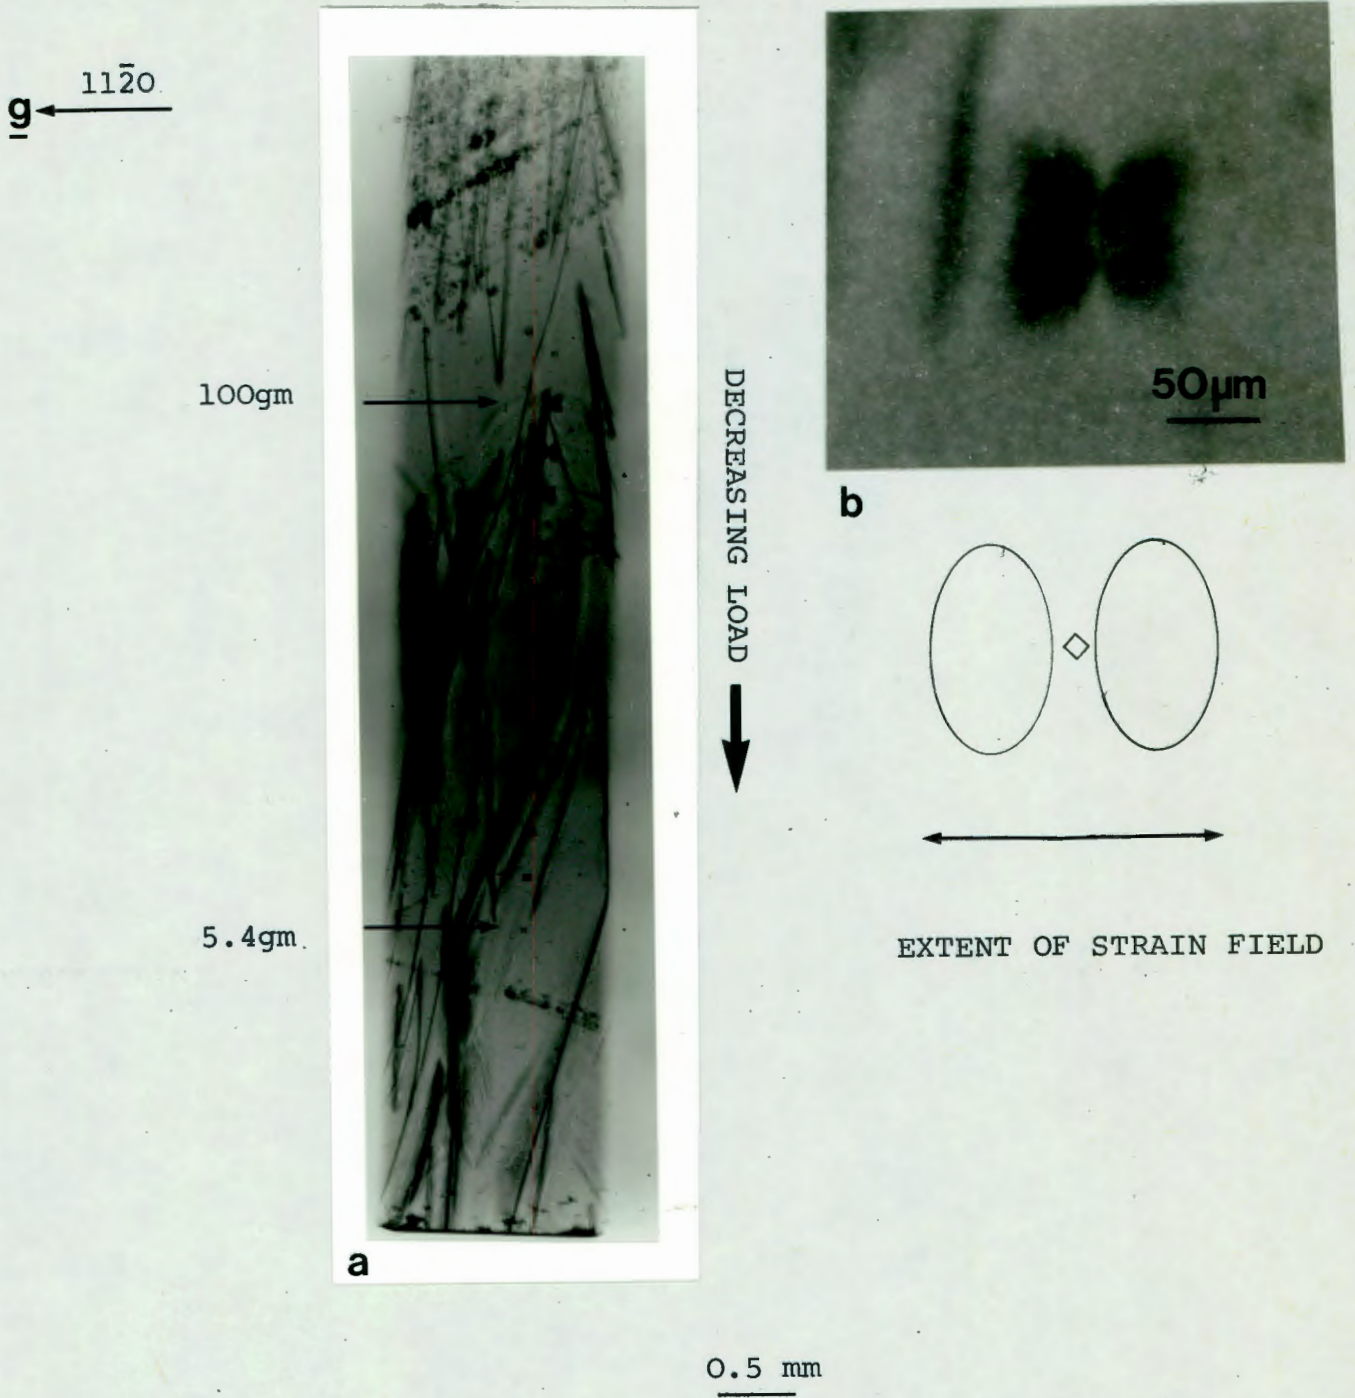 112̄0
g
100gm
5.4gm
a
DECREASING LOAD
50µm
b
EXTENT OF STRAIN FIELD
0.5 mm